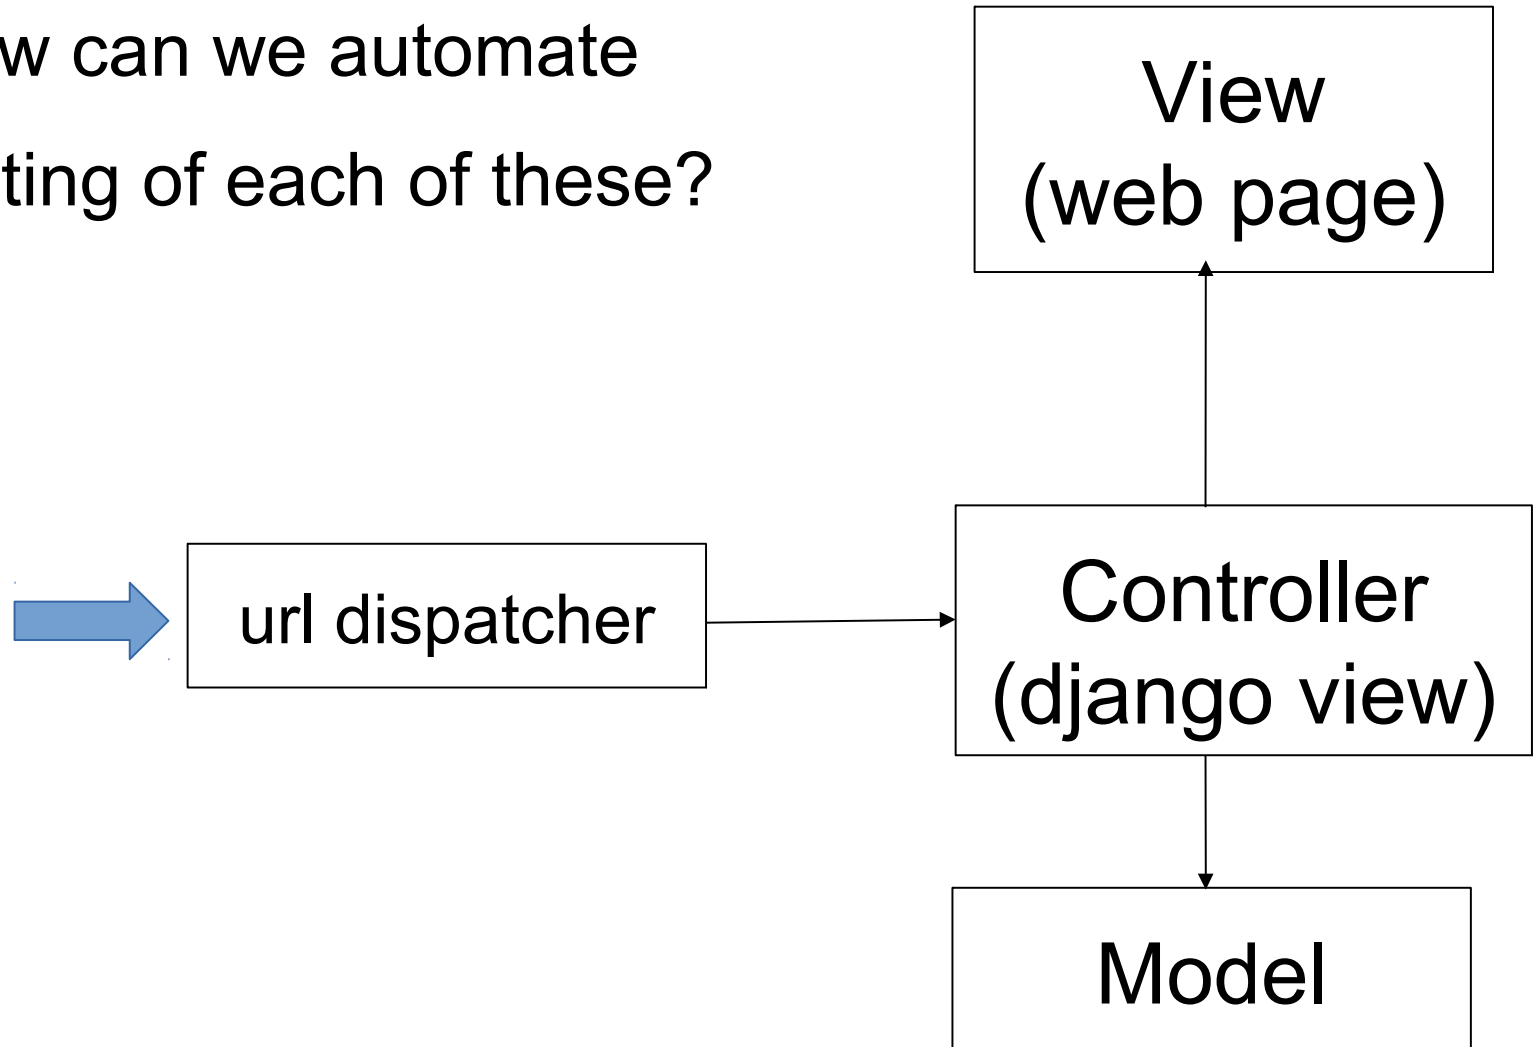 w can we automate
ting of each of these?
View
(web page)
url dispatcher
Controller
(django view)
Model